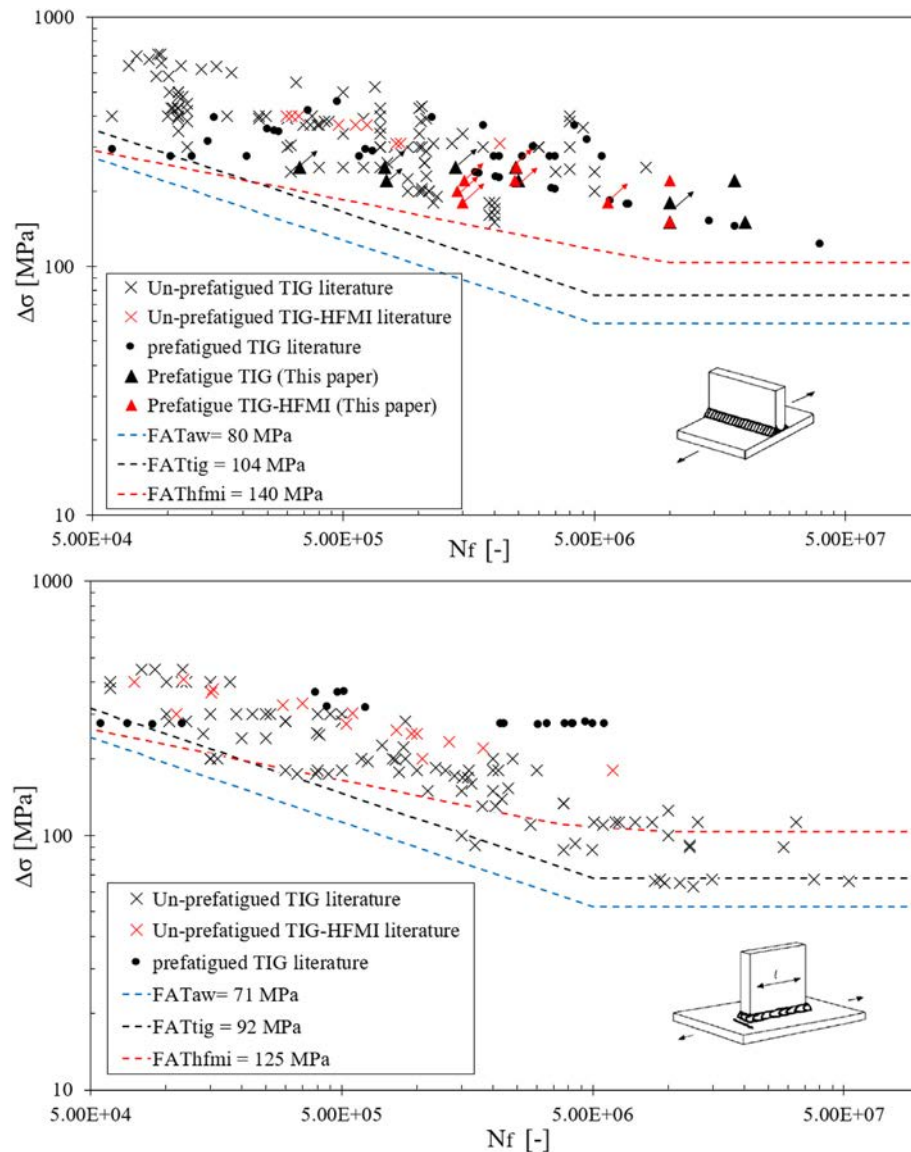 1000
100
10
Δσ [MPa]
Un-prefatigued TIG literature
Un-prefatigued TIG-HFMI literature
prefatigued TIG literature
Prefatigue TIG (This paper)
Prefatigue TIG-HFMI (This paper)
FATaw= 80 MPa
FATtig = 104 MPa
FAThfmi = 140 MPa
5.00E+04 5.00E+05 5.00E+06 5.00E+07
Nf [-]
1000
100
10
Δσ [MPa]
Un-prefatigued TIG literature
Un-prefatigued TIG-HFMI literature
prefatigued TIG literature
FATaw= 71 MPa
FATtig = 92 MPa
FAThfmi = 125 MPa
l
5.00E+04 5.00E+05 5.00E+06 5.00E+07
Nf [-]